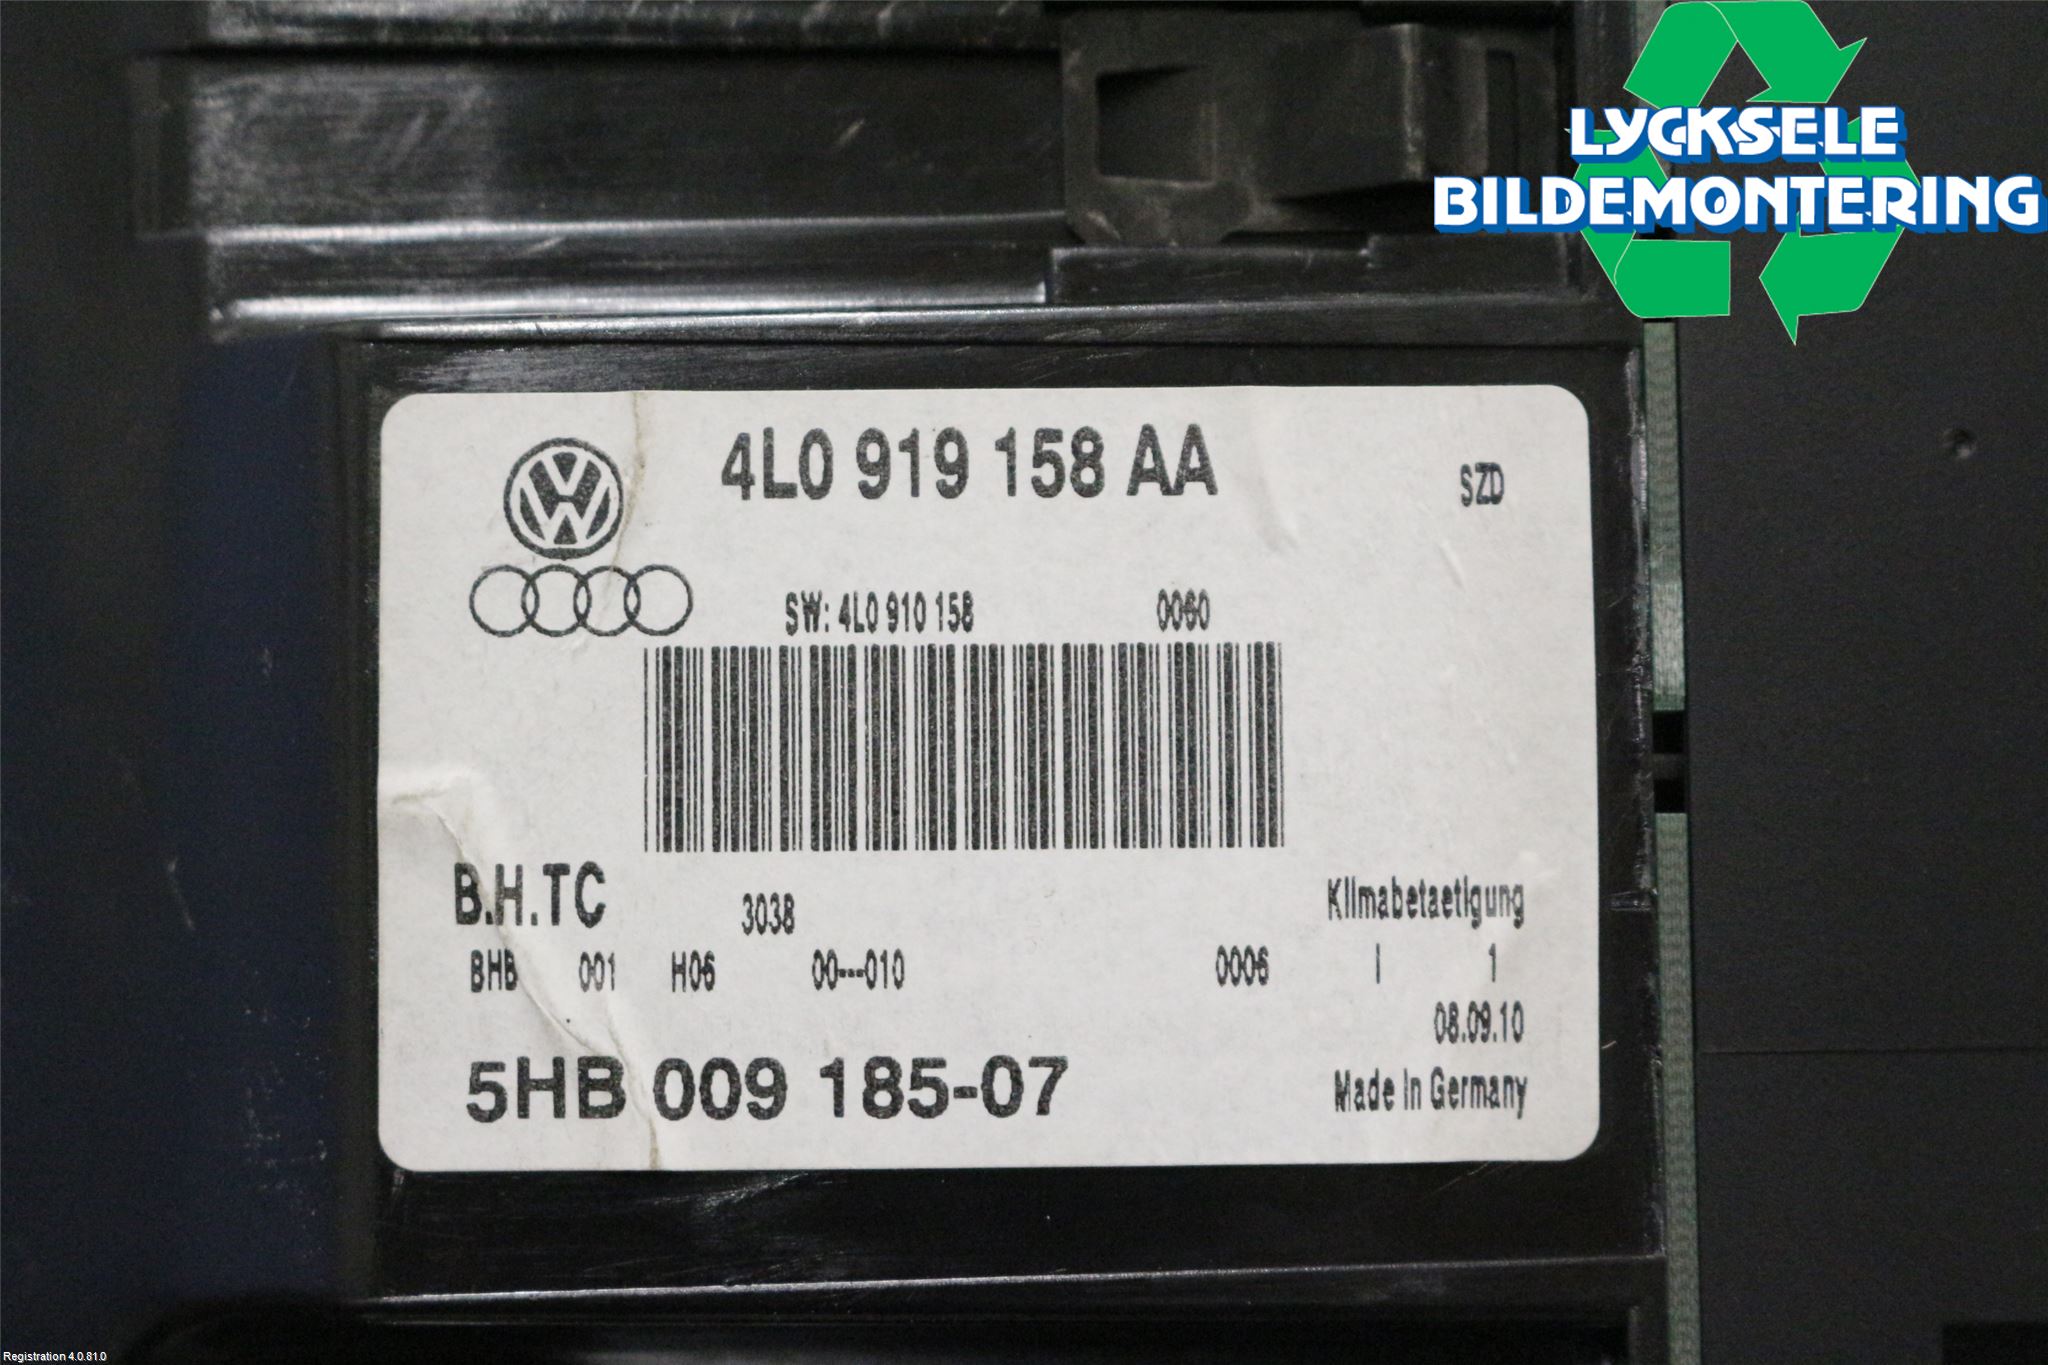 LYCKSELE
BILDEMONTERING
4L0 919 158 AA
SZD
SW: 4L0 910 158 0060
B.H.TC 3038 Klimabetaetigung
BHB 001 H06 00---010 0006 I 1
08.09.10
5HB 009 185-07 Made in Germany
Registration 4.0.81.0